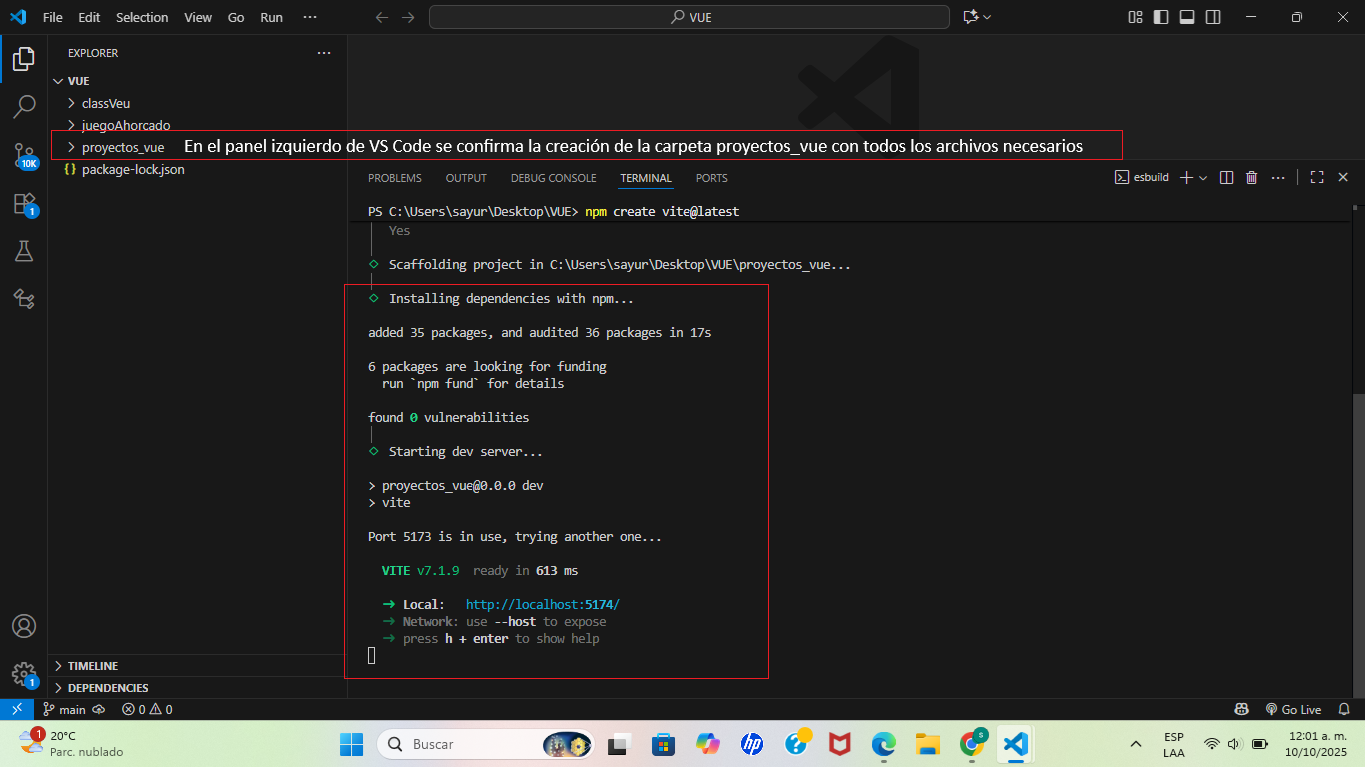 File Edit Selection View Go Run ···
VUE
EXPLORER ···
VUE
classVeu
juegoAhorcado
proyectos_vue En el panel izquierdo de VS Code se confirma la creación de la carpeta proyectos_vue con todos los archivos necesarios
{} package-lock.json
10K
1
PROBLEMS OUTPUT DEBUG CONSOLE TERMINAL PORTS
esbuild
PS C:\Users\sayur\Desktop\VUE> npm create vite@latest
Yes
Scaffolding project in C:\Users\sayur\Desktop\VUE\proyectos_vue...
Installing dependencies with npm...
added 35 packages, and audited 36 packages in 17s
6 packages are looking for funding
run `npm fund` for details
found 0 vulnerabilities
Starting dev server...
> proyectos_vue@0.0.0 dev
> vite
Port 5173 is in use, trying another one...
VITE v7.1.9 ready in 613 ms
➜ Local: http://localhost:5174/
➜ Network: use --host to expose
➜ press h + enter to show help
1
TIMELINE
DEPENDENCIES
main 0 0
Go Live
1
20°C
Parc. nublado
Buscar
hp
?
S
ESP
LAA
12:01 a. m.
10/10/2025